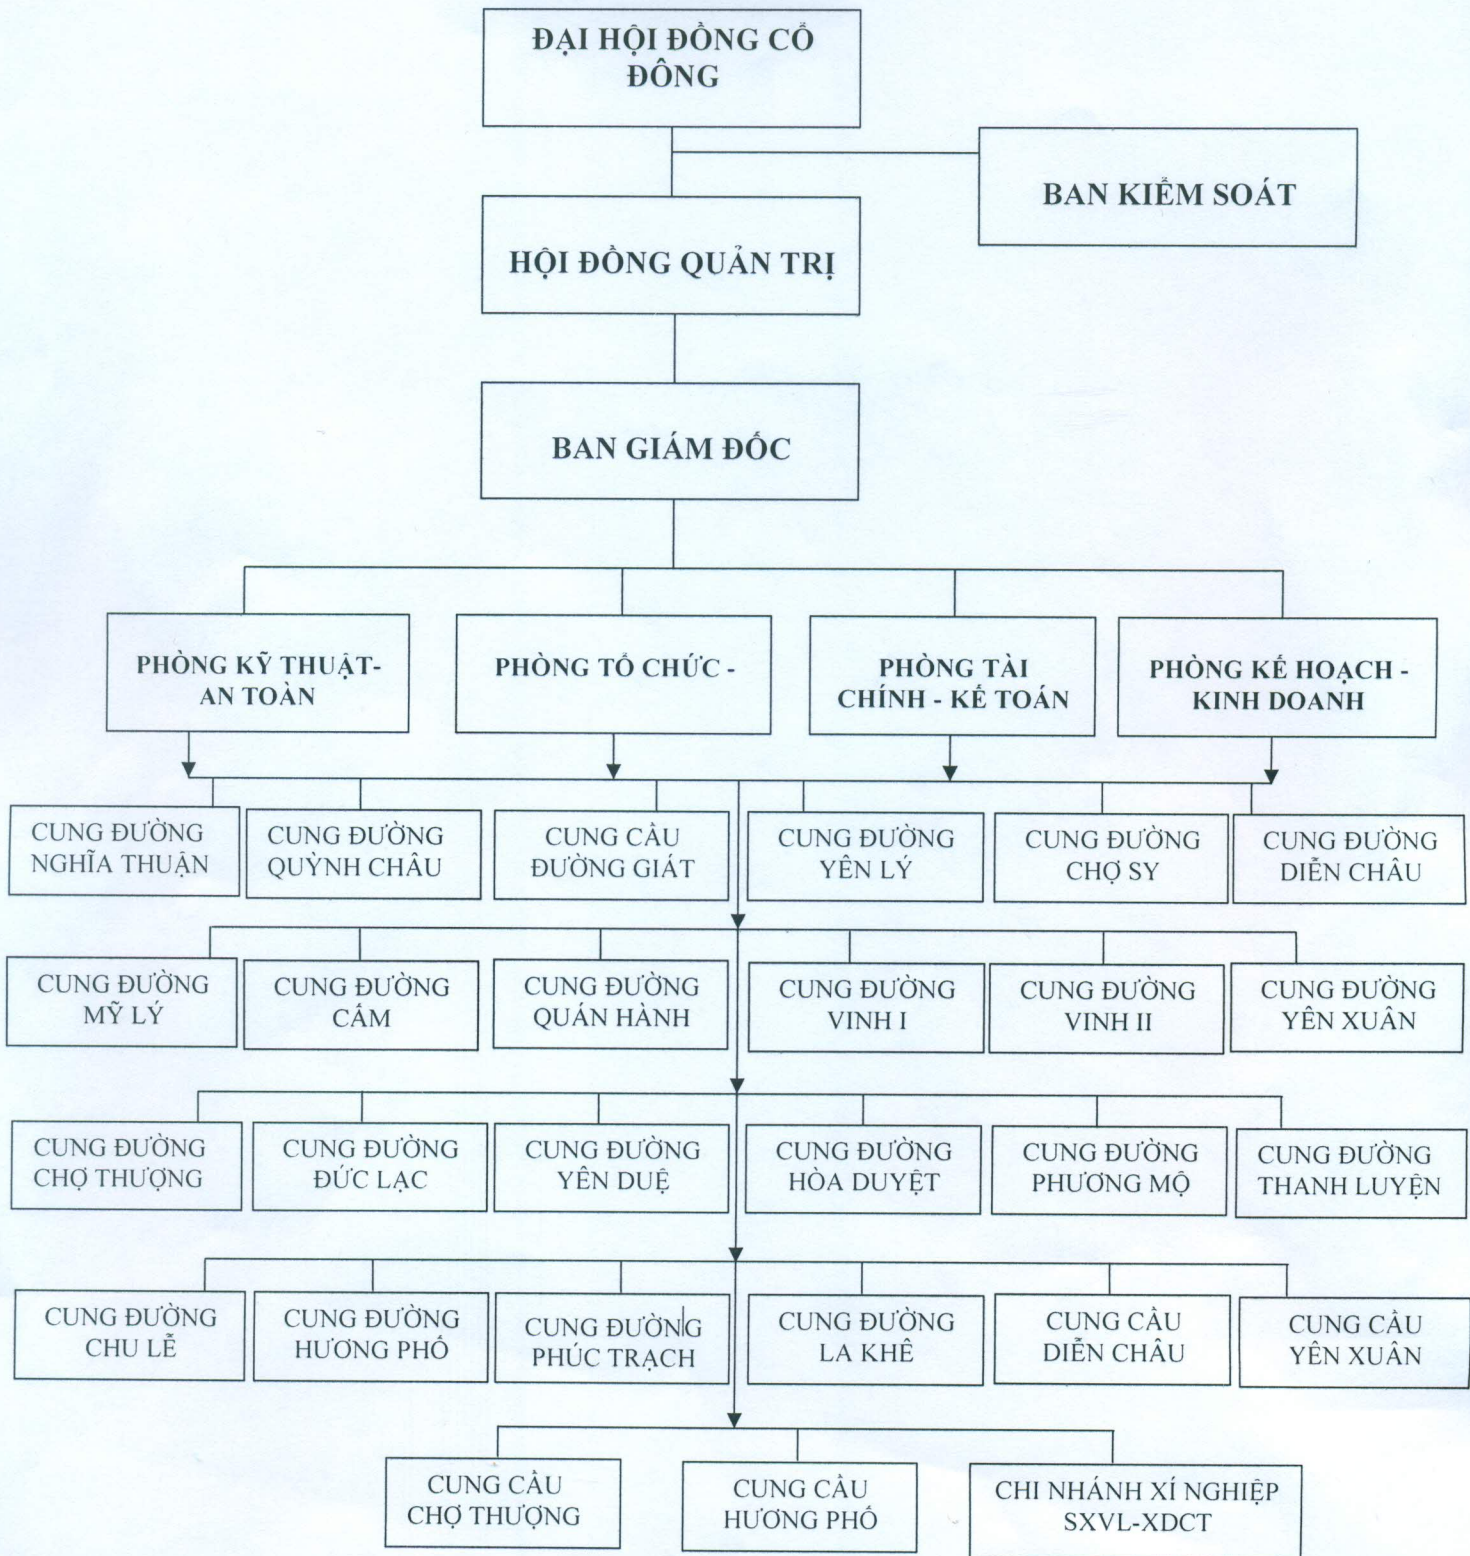 ĐẠI HỘI ĐỒNG CỔ
ĐÔNG
BAN KIỂM SOÁT
HỘI ĐỒNG QUẢN TRỊ
BAN GIÁM ĐỐC
PHÒNG KỸ THUẬT-
AN TOÀN
PHÒNG TỔ CHỨC -
PHÒNG TÀI
CHÍNH - KẾ TOÁN
PHÒNG KẾ HOẠCH -
KINH DOANH
CUNG ĐƯỜNG
NGHĨA THUẬN
CUNG ĐƯỜNG
QUỲNH CHÂU
CUNG CẦU
ĐƯỜNG GIÁT
CUNG ĐƯỜNG
YÊN LÝ
CUNG ĐƯỜNG
CHỢ SY
CUNG ĐƯỜNG
DIỄN CHÂU
CUNG ĐƯỜNG
MỸ LÝ
CUNG ĐƯỜNG
CẤM
CUNG ĐƯỜNG
QUÁN HÀNH
CUNG ĐƯỜNG
VINH I
CUNG ĐƯỜNG
VINH II
CUNG ĐƯỜNG
YÊN XUÂN
CUNG ĐƯỜNG
CHỢ THƯỢNG
CUNG ĐƯỜNG
ĐỨC LẠC
CUNG ĐƯỜNG
YÊN DUỆ
CUNG ĐƯỜNG
HÒA DUYỆT
CUNG ĐƯỜNG
PHƯƠNG MỘ
CUNG ĐƯỜNG
THANH LUYỆN
CUNG ĐƯỜNG
CHU LỄ
CUNG ĐƯỜNG
HƯƠNG PHỐ
CUNG ĐƯỜNG
PHÚC TRẠCH
CUNG ĐƯỜNG
LA KHÊ
CUNG CẦU
DIỄN CHÂU
CUNG CẦU
YÊN XUÂN
CUNG CẦU
CHỢ THƯỢNG
CUNG CẦU
HƯƠNG PHỐ
CHI NHÁNH XÍ NGHIỆP
SXVL-XDCT